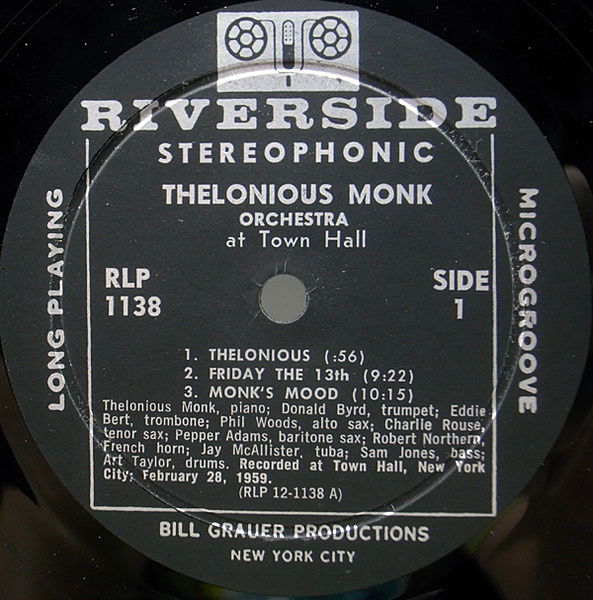 RIVERSIDE
STEREOPHONIC
THELONIOUS MONK
ORCHESTRA
at Town Hall
LONG PLAYING
MICROGROOVE
RLP
1138
SIDE
1
1. THELONIOUS (:56)
2. FRIDAY THE 13th (9:22)
3. MONK'S MOOD (10:15)
Thelonious Monk, piano; Donald Byrd, trumpet; Eddie
Bert, trombone; Phil Woods, alto sax; Charlie Rouse,
tenor sax; Pepper Adams, baritone sax; Robert Northern,
French horn; Jay McAllister, tuba; Sam Jones, bass;
Art Taylor, drums. Recorded at Town Hall, New York
City; February 28, 1959.
(RLP 12-1138 A)
BILL GRAUER PRODUCTIONS
NEW YORK CITY